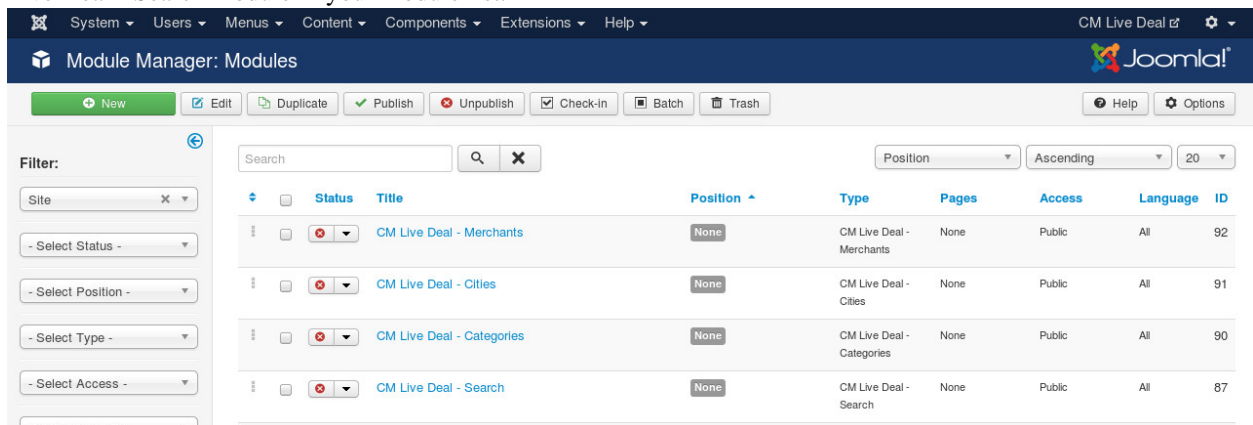 System Users Menus Content Components Extensions Help CM Live Deal
Module Manager: Modules Joomla!
New Edit Duplicate Publish Unpublish Check-in Batch Trash Help Options
Filter:
Search Position Ascending 20
Site
Status Title Position Type Pages Access Language ID
- Select Status -
CM Live Deal - Merchants None CM Live Deal - None Public All 92
Merchants
- Select Position -
CM Live Deal - Cities None CM Live Deal - None Public All 91
Cities
- Select Type -
CM Live Deal - Categories None CM Live Deal - None Public All 90
Categories
- Select Access -
CM Live Deal - Search None CM Live Deal - None Public All 87
Search